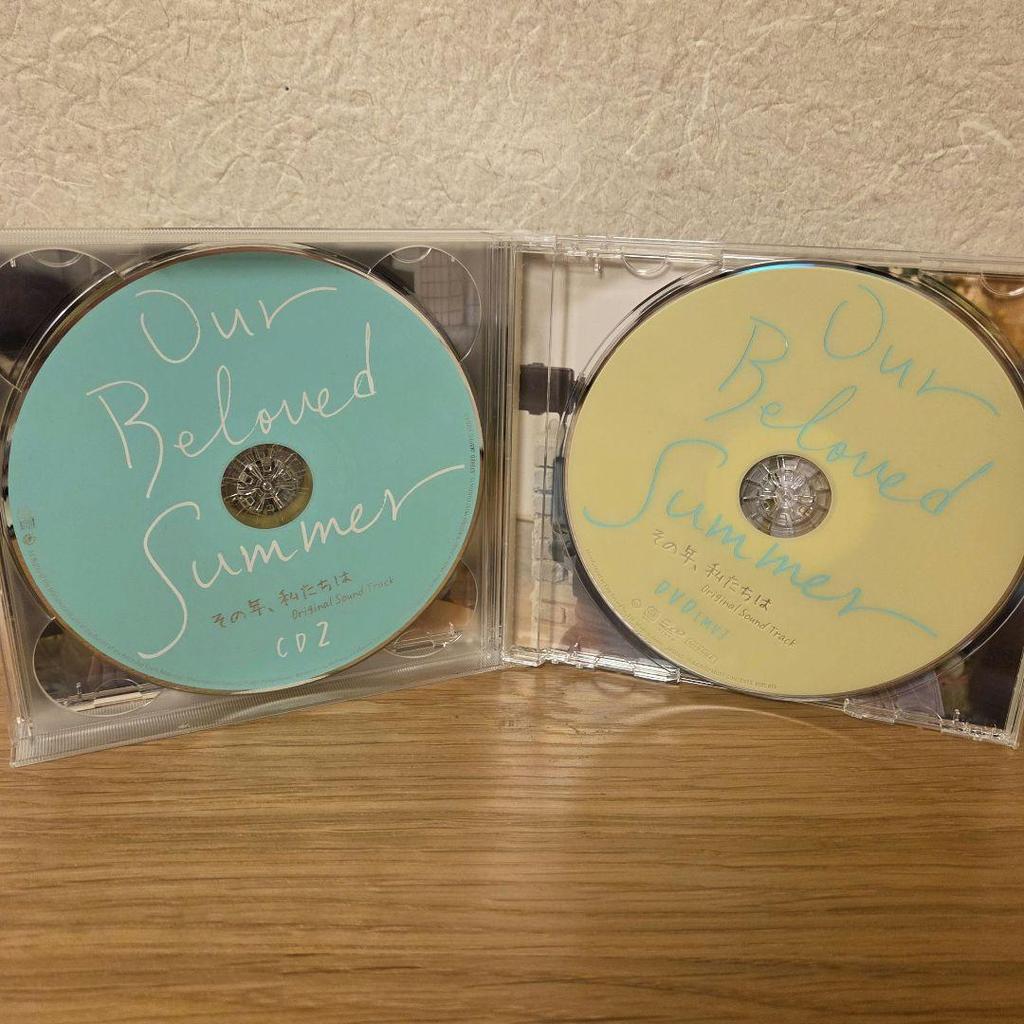 Our
Beloved
Summer
その年、私たちは
Original Sound Track
CD2
Our
Beloved
Summer
その年、私たちは
Original Sound Track
DVD[MV]